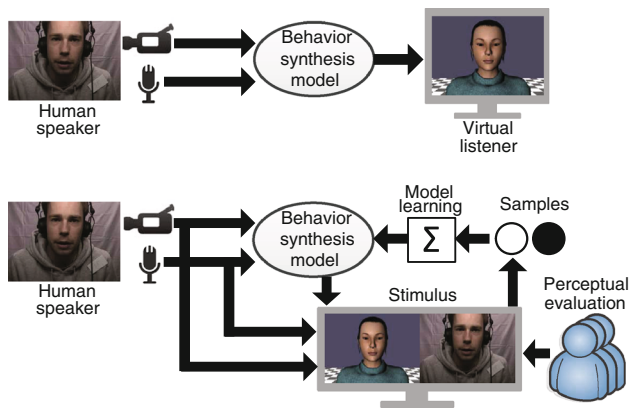 Human
speaker
Behavior
synthesis
model
Virtual
listener
Human
speaker
Behavior
synthesis
model
Model
learning
Σ
Samples
Stimulus
Perceptual
evaluation